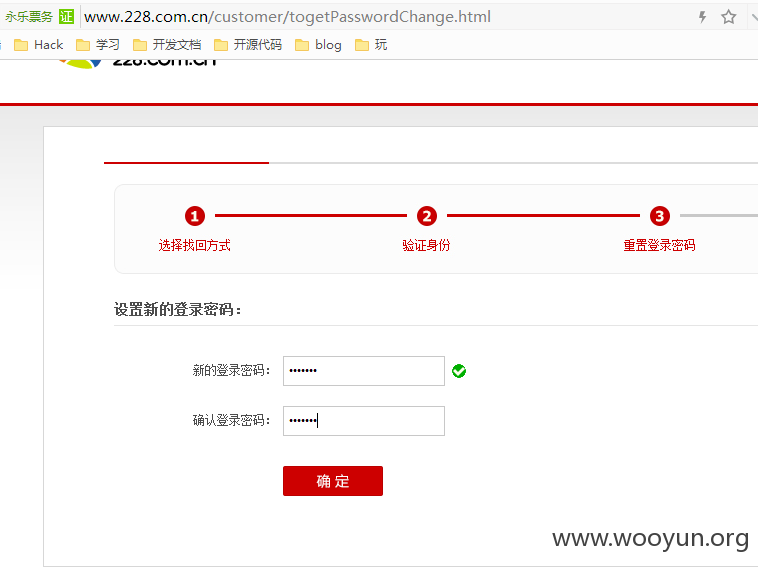 永乐票务 证 www.228.com.cn/customer/togetPasswordChange.html
Hack 学习 开发文档 开源代码 blog 玩
228.com.cn
1 2 3
选择找回方式 验证身份 重置登录密码
设置新的登录密码：
新的登录密码：
确认登录密码：
确 定
www.wooyun.org